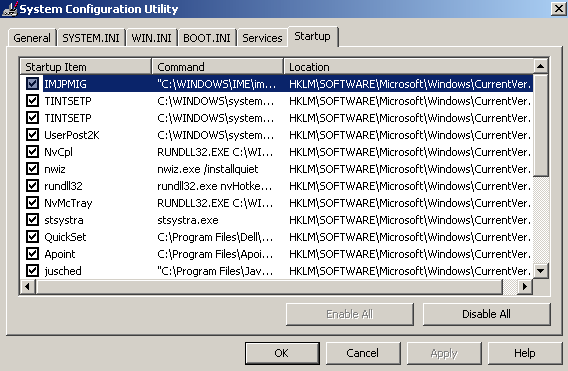 System Configuration Utility
General SYSTEM.INI WIN.INI BOOT.INI Services Startup
Startup Item Command Location
IMJPMIG "C:\WINDOWS\IME\im... HKLM\SOFTWARE\Microsoft\Windows\CurrentVer...
TINTSETP C:\WINDOWS\system... HKLM\SOFTWARE\Microsoft\Windows\CurrentVer...
TINTSETP C:\WINDOWS\system... HKLM\SOFTWARE\Microsoft\Windows\CurrentVer...
UserPost2K C:\WINDOWS\system... HKLM\SOFTWARE\Microsoft\Windows\CurrentVer...
NvCpl RUNDLL32.EXE C:\WI... HKLM\SOFTWARE\Microsoft\Windows\CurrentVer...
nwiz nwiz.exe /installquiet HKLM\SOFTWARE\Microsoft\Windows\CurrentVer...
rundll32 rundll32.exe nvHotke... HKLM\SOFTWARE\Microsoft\Windows\CurrentVer...
NvMcTray RUNDLL32.EXE C:\WI... HKLM\SOFTWARE\Microsoft\Windows\CurrentVer...
stsystra stsystra.exe HKLM\SOFTWARE\Microsoft\Windows\CurrentVer...
QuickSet C:\Program Files\Dell\... HKLM\SOFTWARE\Microsoft\Windows\CurrentVer...
Apoint C:\Program Files\Apoi... HKLM\SOFTWARE\Microsoft\Windows\CurrentVer...
jusched "C:\Program Files\Jav... HKLM\SOFTWARE\Microsoft\Windows\CurrentVer...
Enable All Disable All
OK Cancel Apply Help